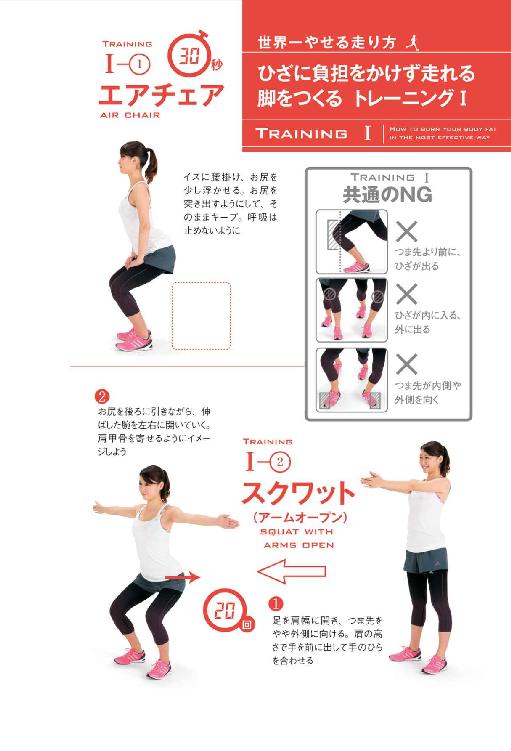 TRAINING
I-①
30秒
エアチェア
AIR CHAIR
世界一やせる走り方
ひざに負担をかけず走れる
脚をつくる トレーニングⅠ
TRAINING I
HOW TO BURN YOUR BODY FAT
IN THE MOST EFFECTIVE WAY
イスに腰掛け、お尻を
少し浮かせる。お尻を
突き出すようにして、そ
のままキープ。呼吸は
止めないように
TRAINING I
共通のNG
つま先より前に、
ひざが出る
ひざが内に入る、
外に出る
つま先が内側や
外側を向く
2
お尻を後ろに引きながら、伸
ばした腕を左右に開いていく。
肩甲骨を寄せるようにイメー
ジしよう
TRAINING
I-②
スクワット
(アームオープン)
SQUAT WITH
ARMS OPEN
20回
1
足を肩幅に開き、つま先を
やや外側に向ける。肩の高
さで手を前に出して手のひら
を合わせる